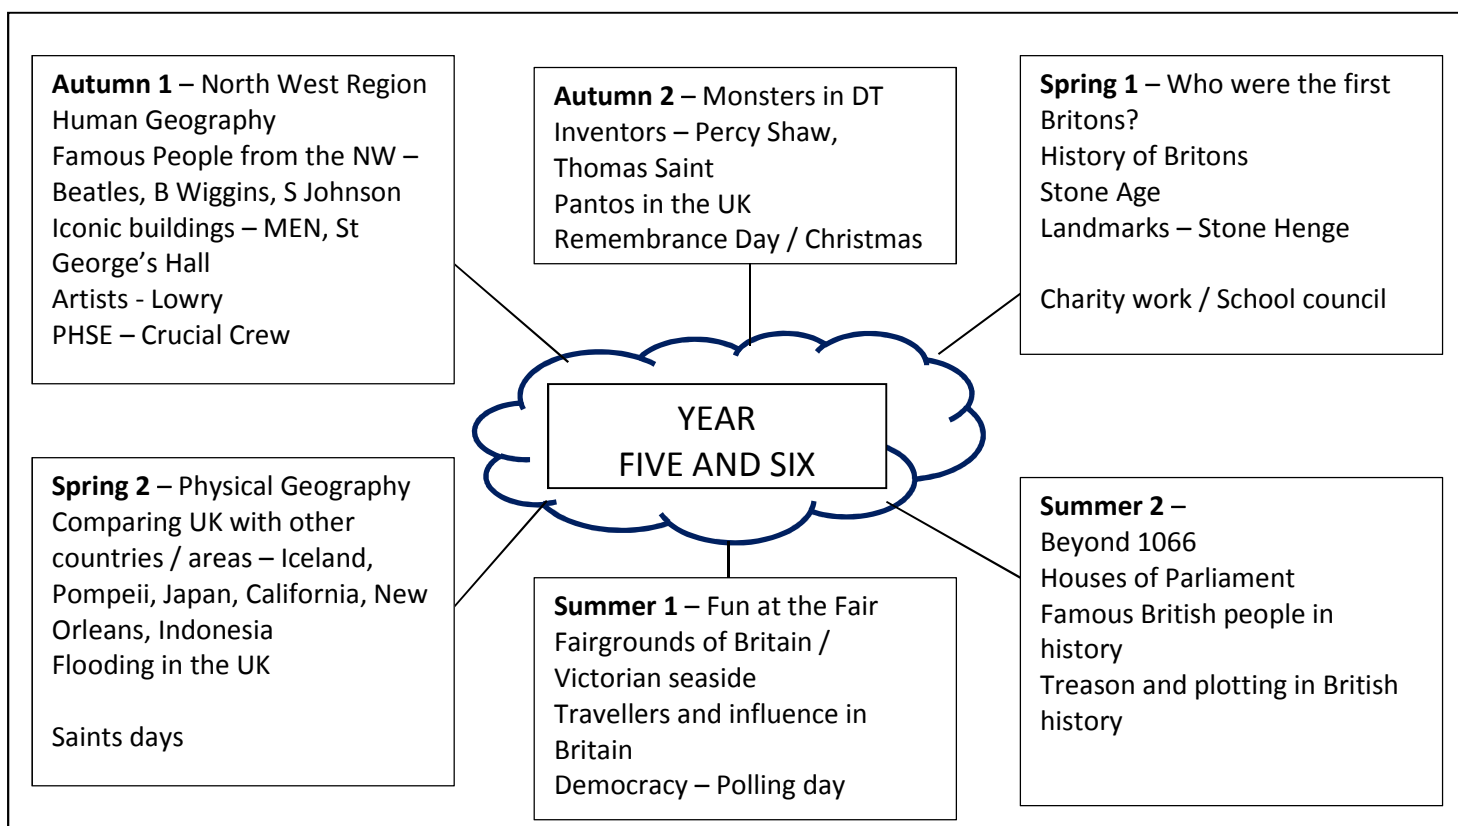 Autumn 1 – North West Region
Human Geography
Famous People from the NW –
Beatles, B Wiggins, S Johnson
Iconic buildings – MEN, St
George’s Hall
Artists - Lowry
PHSE – Crucial Crew
Autumn 2 – Monsters in DT
Inventors – Percy Shaw,
Thomas Saint
Pantos in the UK
Remembrance Day / Christmas
Spring 1 – Who were the first
Britons?
History of Britons
Stone Age
Landmarks – Stone Henge
Charity work / School council
YEAR
FIVE AND SIX
Spring 2 – Physical Geography
Comparing UK with other
countries / areas – Iceland,
Pompeii, Japan, California, New
Orleans, Indonesia
Flooding in the UK
Saints days
Summer 1 – Fun at the Fair
Fairgrounds of Britain /
Victorian seaside
Travellers and influence in
Britain
Democracy – Polling day
Summer 2 –
Beyond 1066
Houses of Parliament
Famous British people in
history
Treason and plotting in British
history